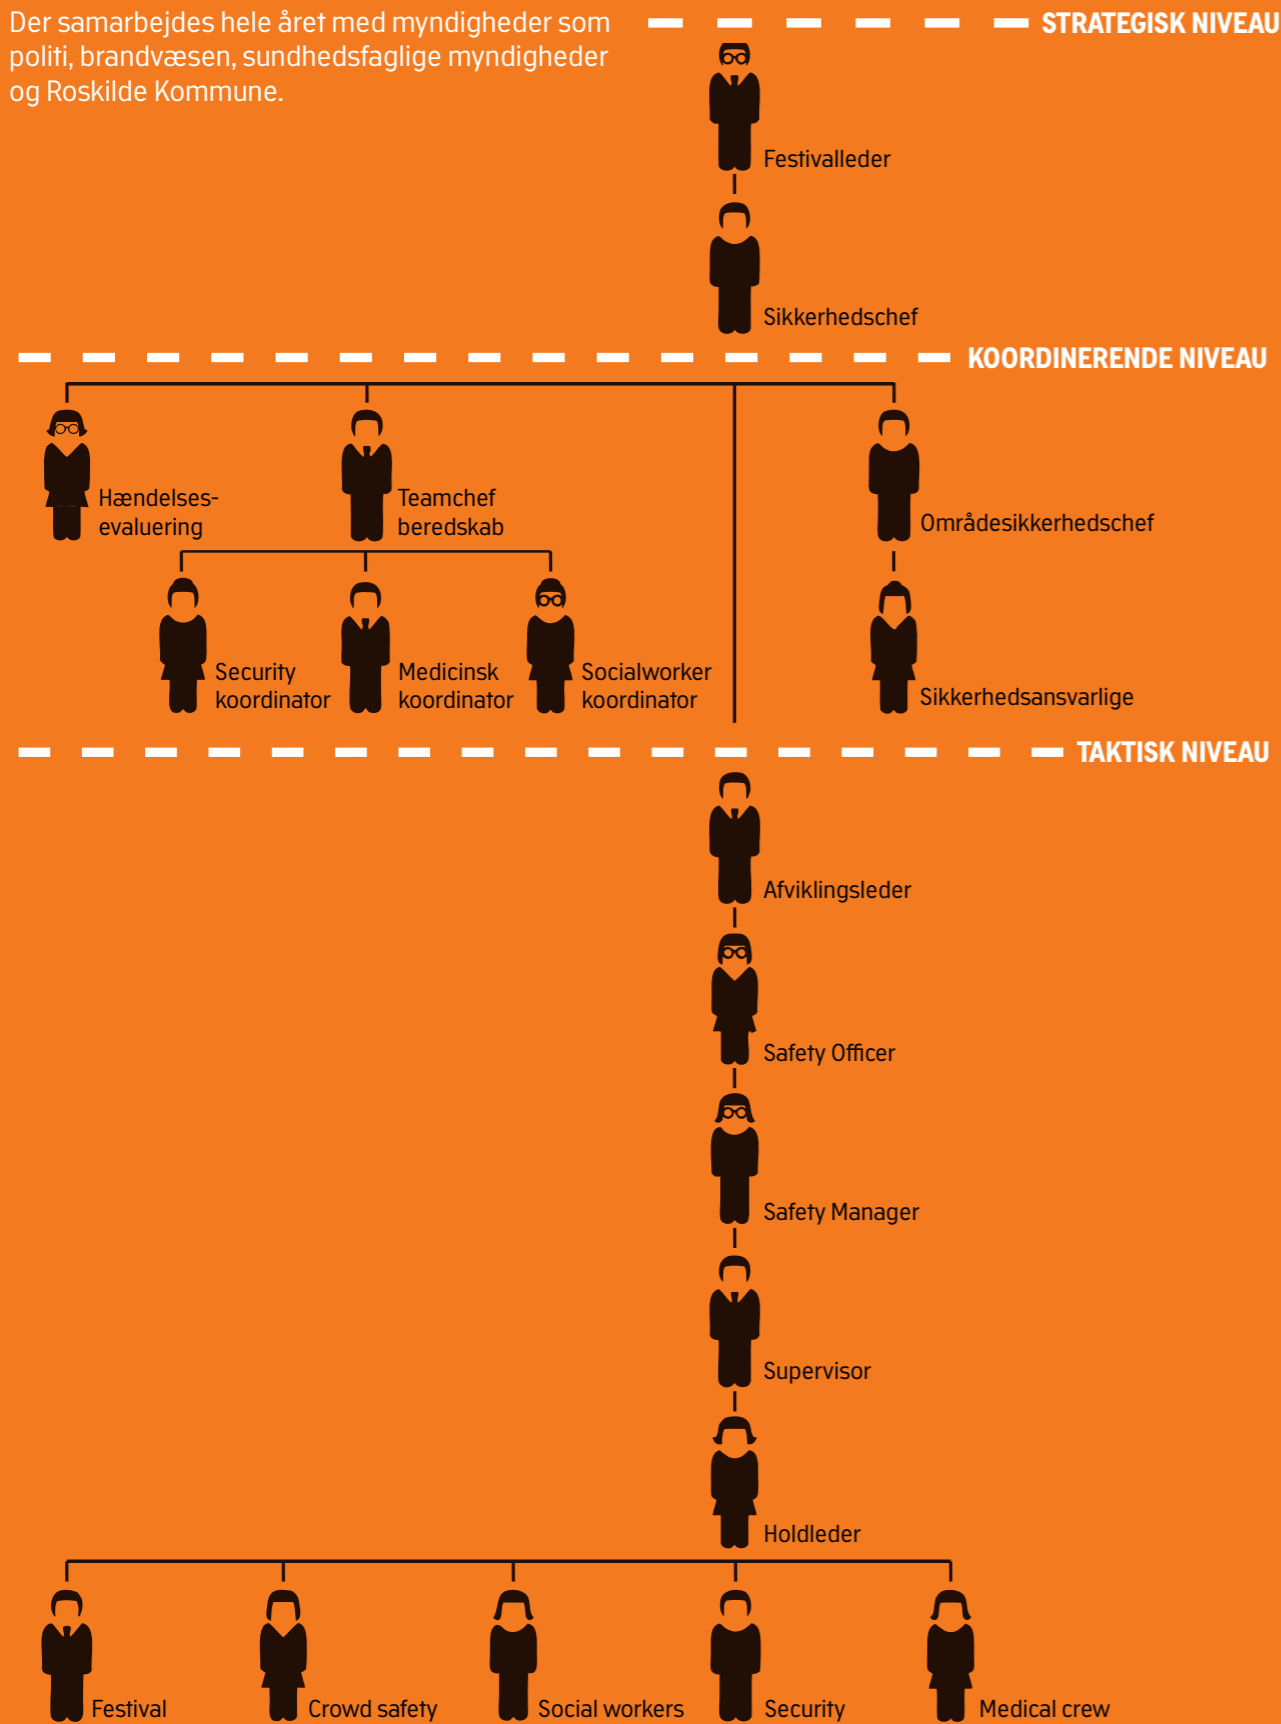 Der samarbejdes hele året med myndigheder som
politi, brandvæsen, sundhedsfaglige myndigheder
og Roskilde Kommune.
STRATEGISK NIVEAU
Festivalleder
Sikkerhedschef
KOORDINERENDE NIVEAU
Hændelses-
evaluering
Teamchef
beredskab
Områdesikkerhedschef
Security
koordinator
Medicinsk
koordinator
Socialworker
koordinator
Sikkerhedsansvarlige
TAKTISK NIVEAU
Afviklingsleder
Safety Officer
Safety Manager
Supervisor
Holdleder
Festival
Crowd safety
Social workers
Security
Medical crew